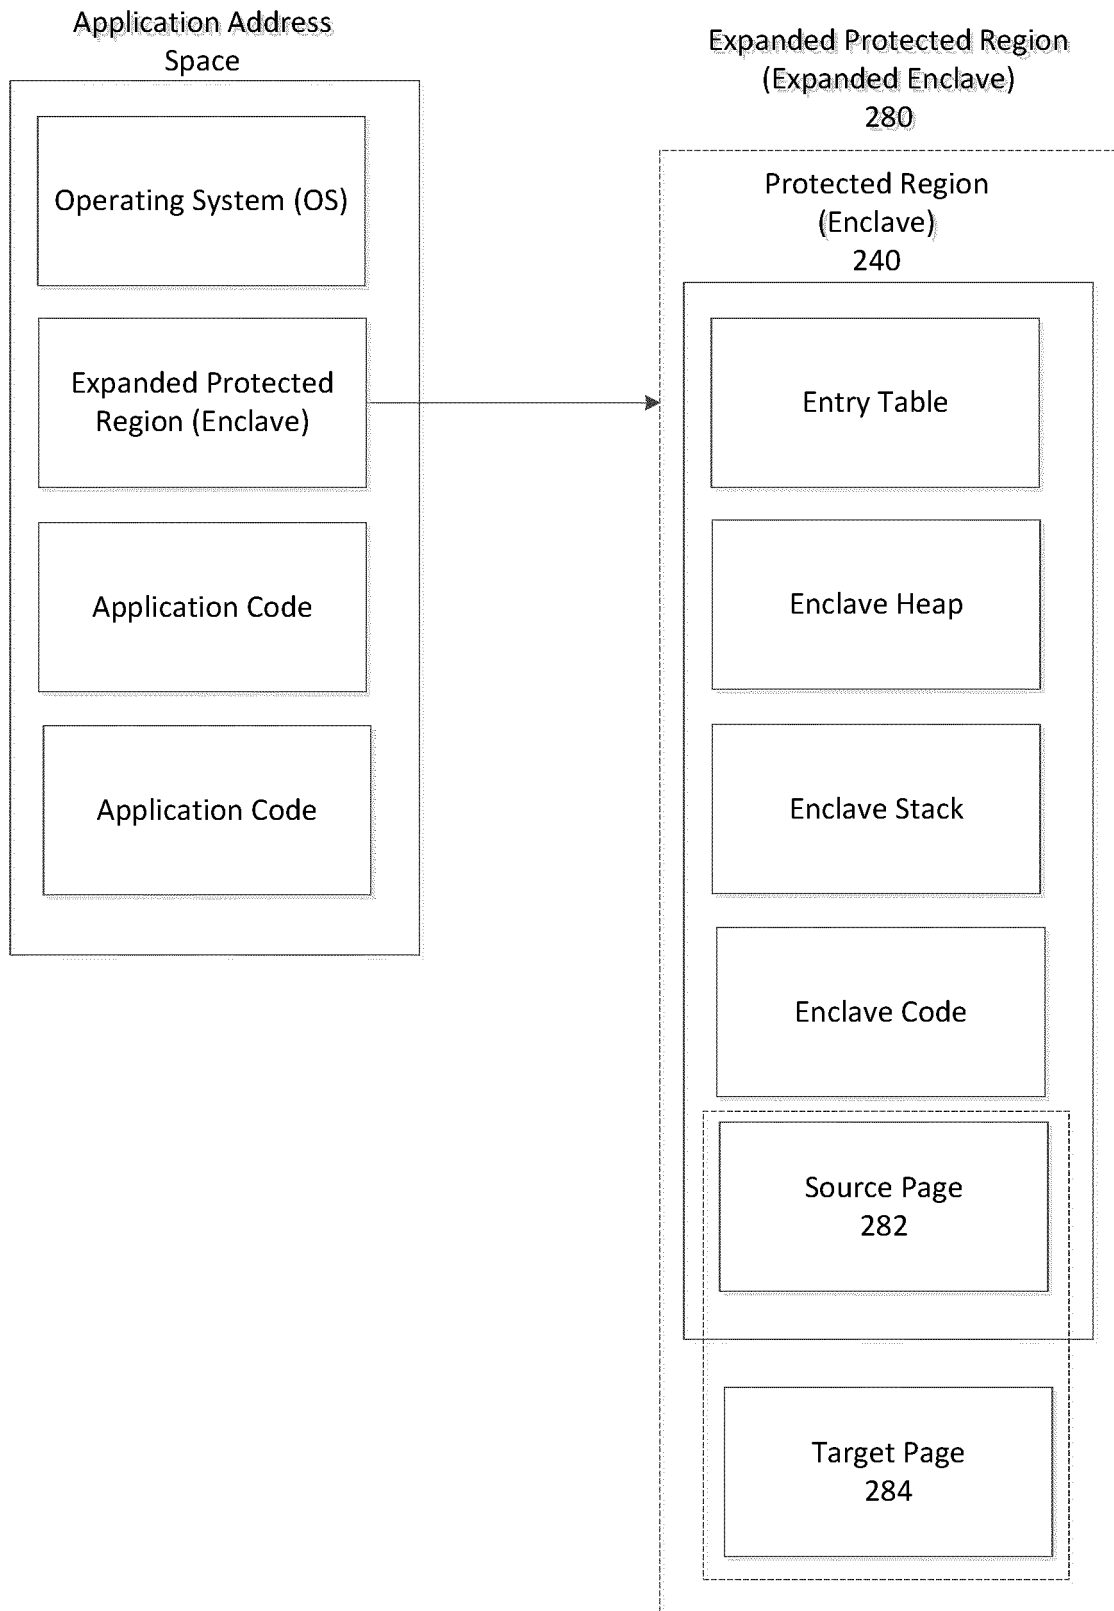 Application Address
Space
Operating System (OS)
Expanded Protected
Region (Enclave)
Application Code
Application Code
Expanded Protected Region
(Expanded Enclave)
280
Protected Region
(Enclave)
240
Entry Table
Enclave Heap
Enclave Stack
Enclave Code
Source Page
282
Target Page
284